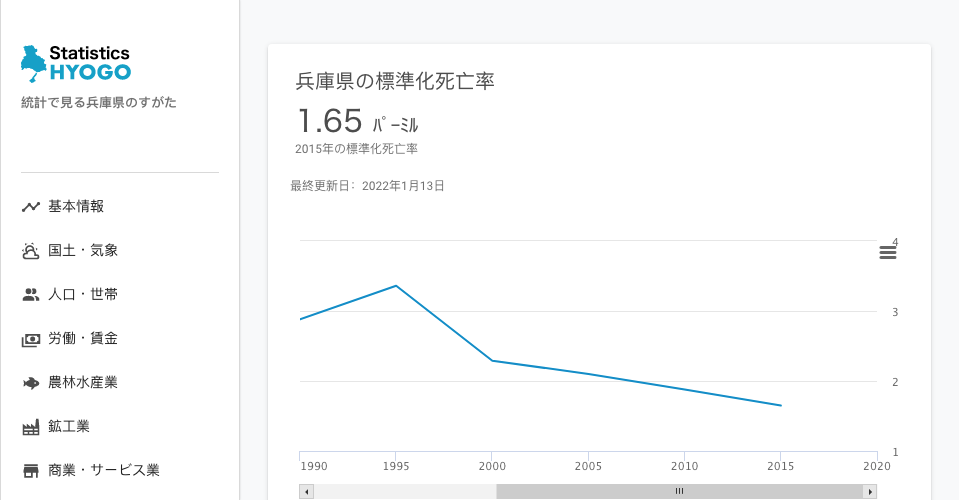 Statistics
HYOGO
統計で見る兵庫県のすがた
基本情報
国土・気象
人口・世帯
労働・賃金
農林水産業
鉱工業
商業・サービス業
兵庫県の標準化死亡率
1.65 ﾊﾟｰﾐﾙ
2015年の標準化死亡率
最終更新日：2022年1月13日
4
3
2
1
1990 1995 2000 2005 2010 2015 2020